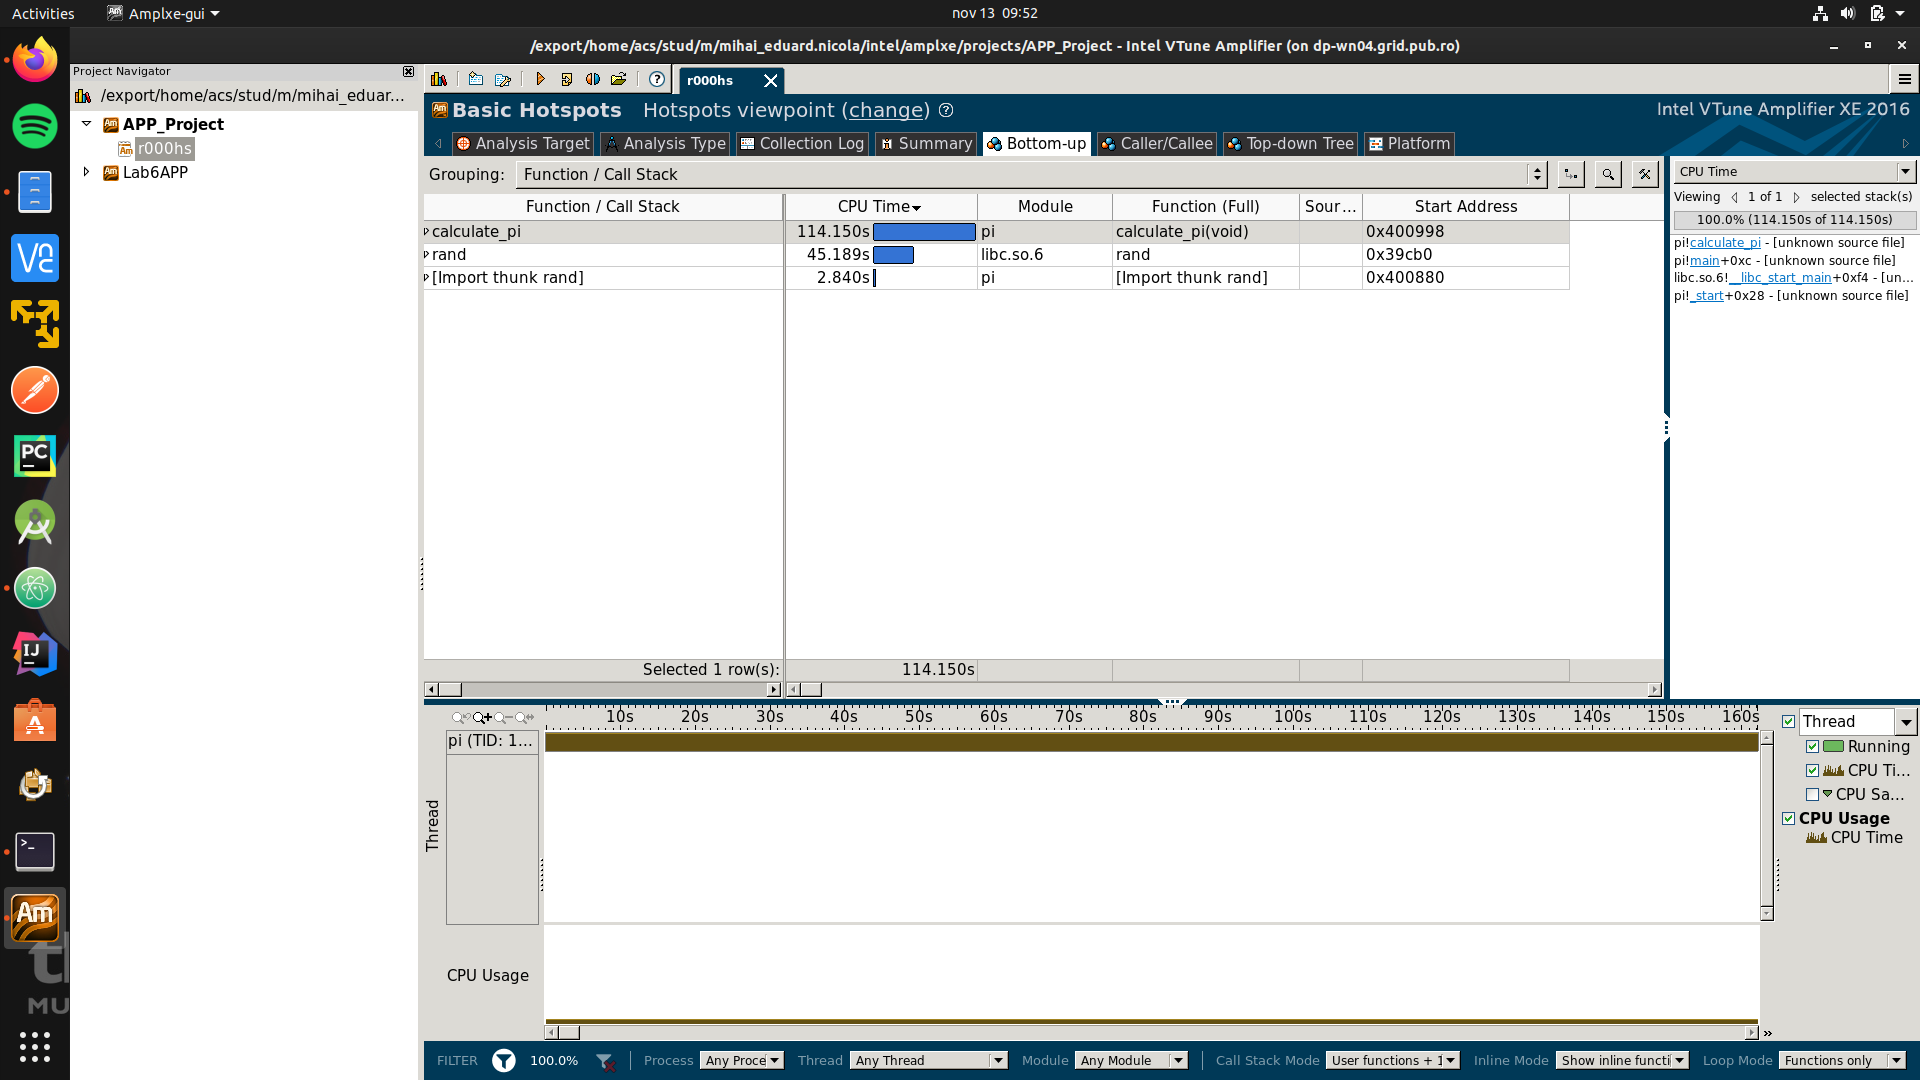 Activities
Amplxe-gui
nov 13 09:52
/export/home/acs/stud/m/mihai_eduard.nicola/intel/amplxe/projects/APP_Project - Intel VTune Amplifier (on dp-wn04.grid.pub.ro)
Project Navigator
/export/home/acs/stud/m/mihai_eduar...
APP_Project
r000hs
Lab6APP
r000hs
Basic Hotspots Hotspots viewpoint (change)
Intel VTune Amplifier XE 2016
Analysis Target Analysis Type Collection Log Summary Bottom-up Caller/Callee Top-down Tree Platform
Grouping: Function / Call Stack
Function / Call Stack CPU Time Module Function (Full) Sour... Start Address
calculate_pi 114.150s pi calculate_pi(void) 0x400998
rand 45.189s libc.so.6 rand 0x39cb0
[Import thunk rand] 2.840s pi [Import thunk rand] 0x400880
Selected 1 row(s): 114.150s
CPU Time
Viewing 1 of 1 selected stack(s)
100.0% (114.150s of 114.150s)
pi!calculate_pi - [unknown source file]
pi!main+0xc - [unknown source file]
libc.so.6!__libc_start_main+0xf4 - [un...
pi!_start+0x28 - [unknown source file]
10s 20s 30s 40s 50s 60s 70s 80s 90s 100s 110s 120s 130s 140s 150s 160s
pi (TID: 1...
Thread
CPU Usage
Thread
Running
CPU Ti...
CPU Sa...
CPU Usage
CPU Time
FILTER 100.0% Process Any Proce Thread Any Thread Module Any Module Call Stack Mode User functions + 1 Inline Mode Show inline functi Loop Mode Functions only
VNC
PC
IJ
Am
MU